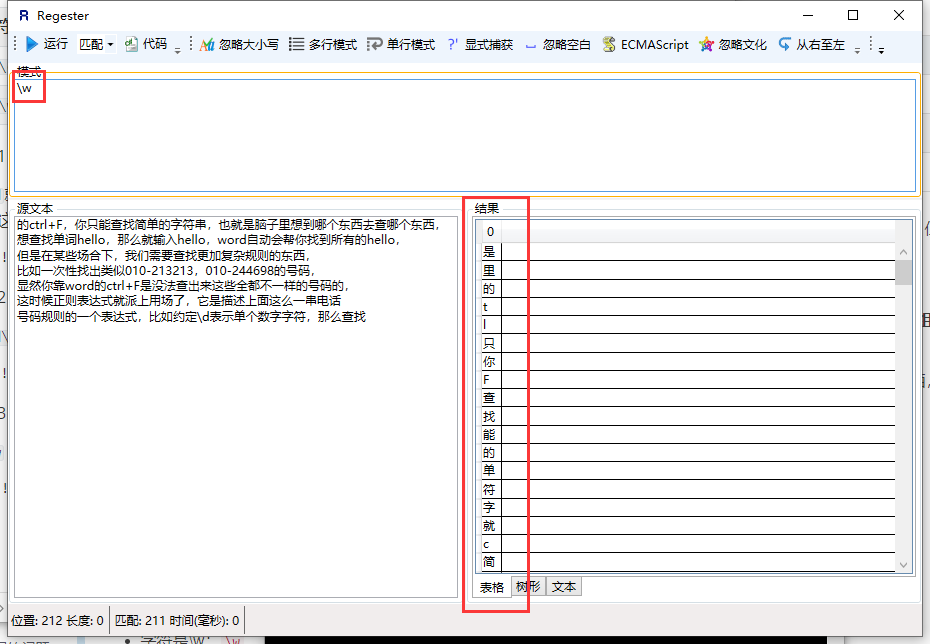 Regester
运行 匹配 代码 忽略大小写 多行模式 单行模式 ?' 显式捕获 忽略空白 ECMAScript 忽略文化 从右至左
模式
\w
源文本
的ctrl+F，你只能查找简单的字符串，也就是脑子里想到哪个东西去查哪个东西，
想查找单词hello，那么就输入hello，word自动会帮你找到所有的hello，
但是在某些场合下，我们需要查找更加复杂规则的东西，
比如一次性找出类似010-213213，010-244698的号码，
显然你靠word的ctrl+F是没法查出来这些全都不一样的号码的，
这时候正则表达式就派上用场了，它是描述上面这么一串电话
号码规则的一个表达式，比如约定\d表示单个数字字符，那么查找
结果
0
是
里
的
t
l
只
你
F
查
找
能
的
单
符
字
就
c
简
表格 树形 文本
位置: 212 长度: 0 匹配: 211 时间(毫秒): 0